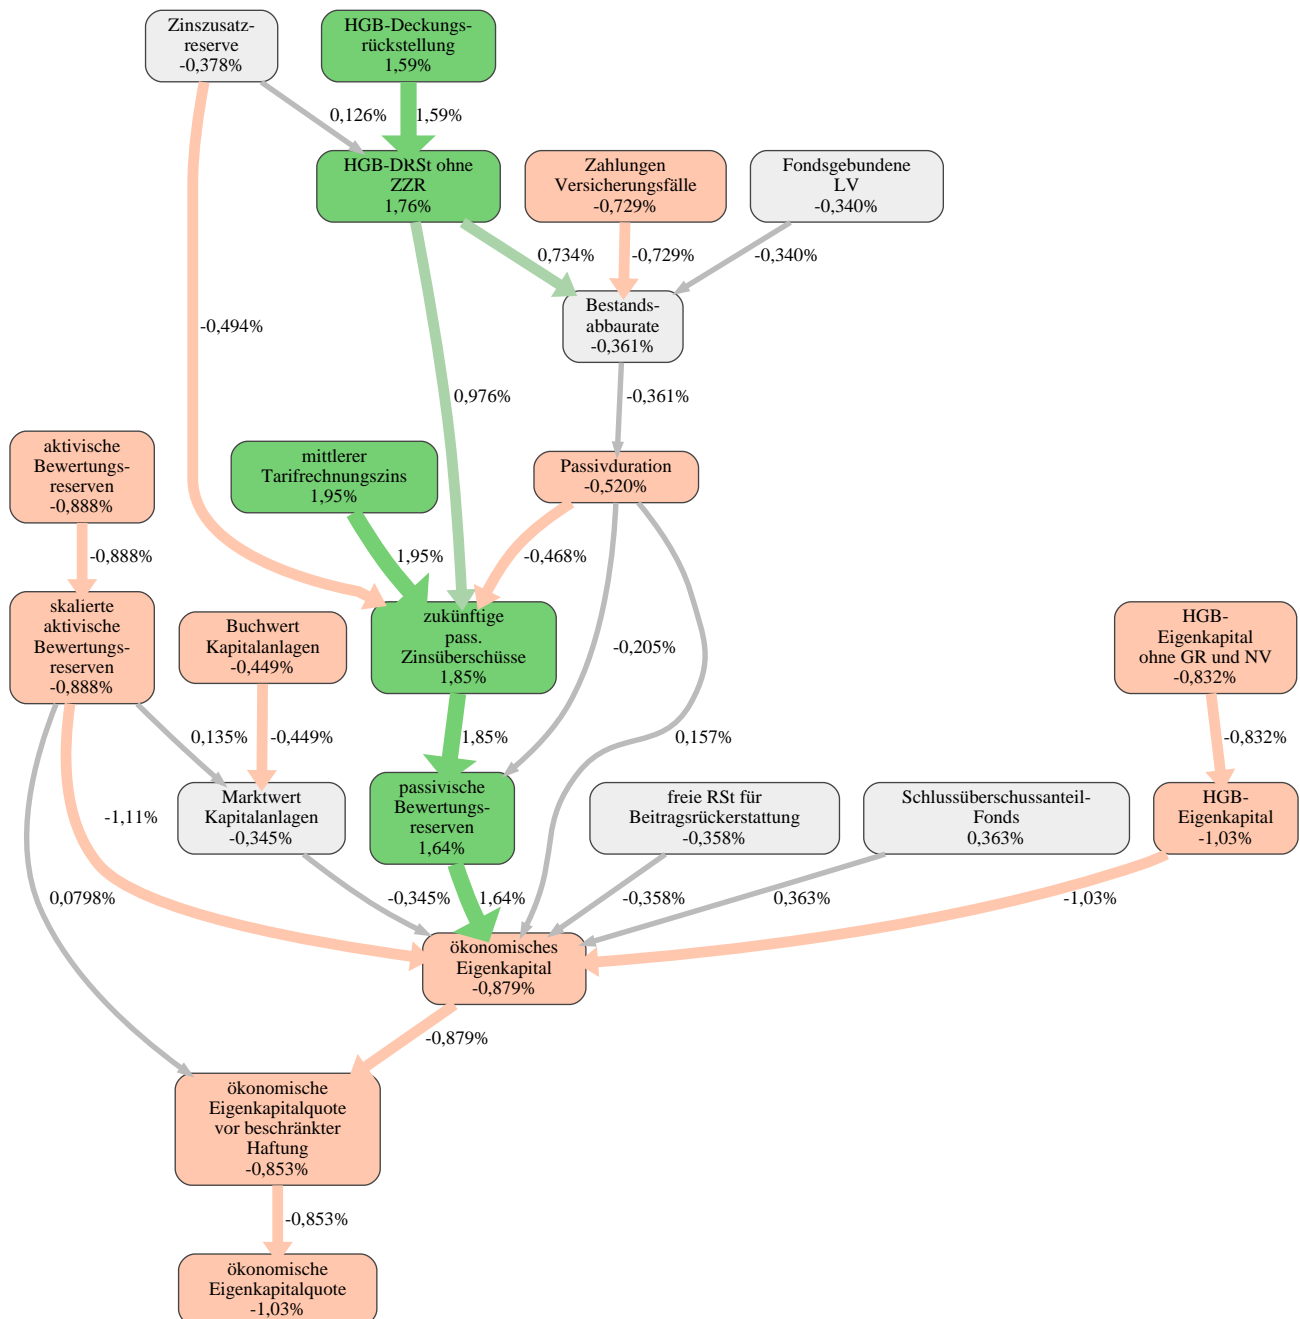 Zinszusatz-
reserve
-0,378%
HGB-Deckungs-
rückstellung
1,59%
0,126%
1,59%
HGB-DRSt ohne
ZZR
1,76%
Zahlungen
Versicherungsfälle
-0,729%
Fondsgebundene
LV
-0,340%
0,734%
-0,729%
-0,340%
Bestands-
abbaurate
-0,361%
-0,494%
0,976%
-0,361%
aktivische
Bewertungs-
reserven
-0,888%
mittlerer
Tarifrechnungszins
1,95%
Passivduration
-0,520%
-0,888%
1,95%
-0,468%
skalierte
aktivische
Bewertungs-
reserven
-0,888%
Buchwert
Kapitalanlagen
-0,449%
zukünftige
pass.
Zinsüberschüsse
1,85%
-0,205%
HGB-
Eigenkapital
ohne GR und NV
-0,832%
0,135%
-0,449%
1,85%
0,157%
-0,832%
Marktwert
Kapitalanlagen
-0,345%
passivische
Bewertungs-
reserven
1,64%
freie RSt für
Beitragsrückerstattung
-0,358%
Schlussüberschussanteil-
Fonds
0,363%
HGB-
Eigenkapital
-1,03%
-1,11%
0,0798%
-0,345%
1,64%
-0,358%
0,363%
-1,03%
ökonomisches
Eigenkapital
-0,879%
-0,879%
ökonomische
Eigenkapitalquote
vor beschränkter
Haftung
-0,853%
-0,853%
ökonomische
Eigenkapitalquote
-1,03%